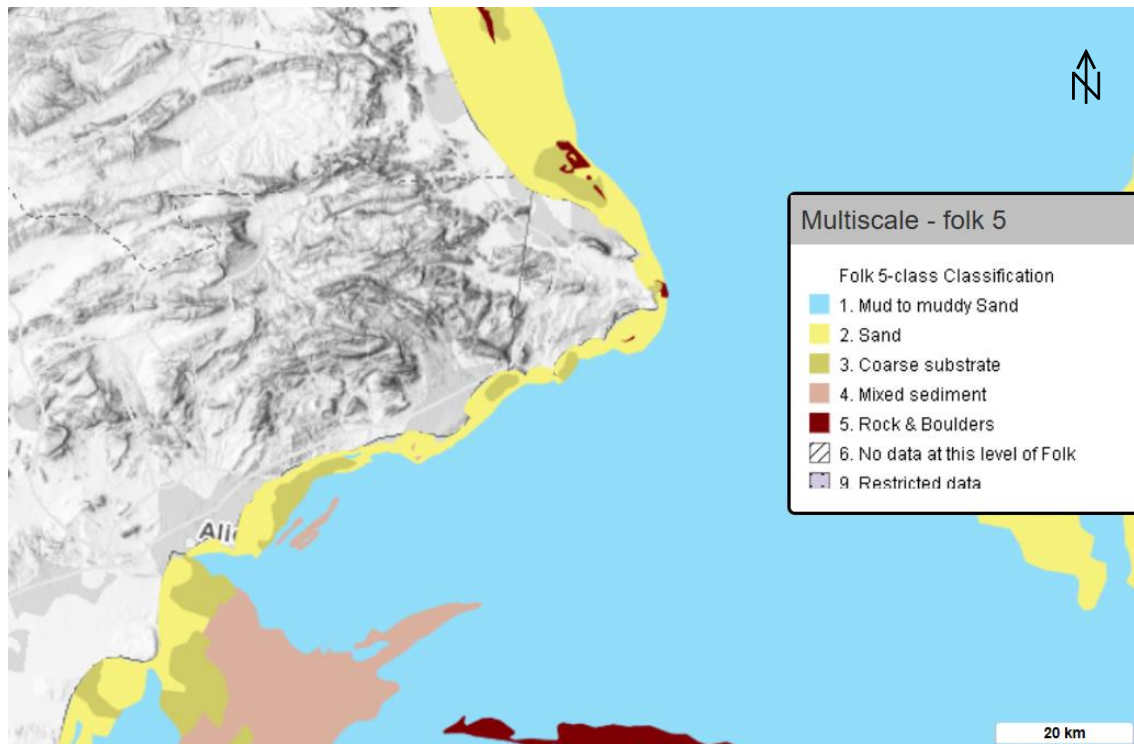 N
Multiscale - folk 5
Folk 5-class Classification
1. Mud to muddy Sand
2. Sand
3. Coarse substrate
4. Mixed sediment
5. Rock & Boulders
6. No data at this level of Folk
9. Restricted data
Alic
20 km